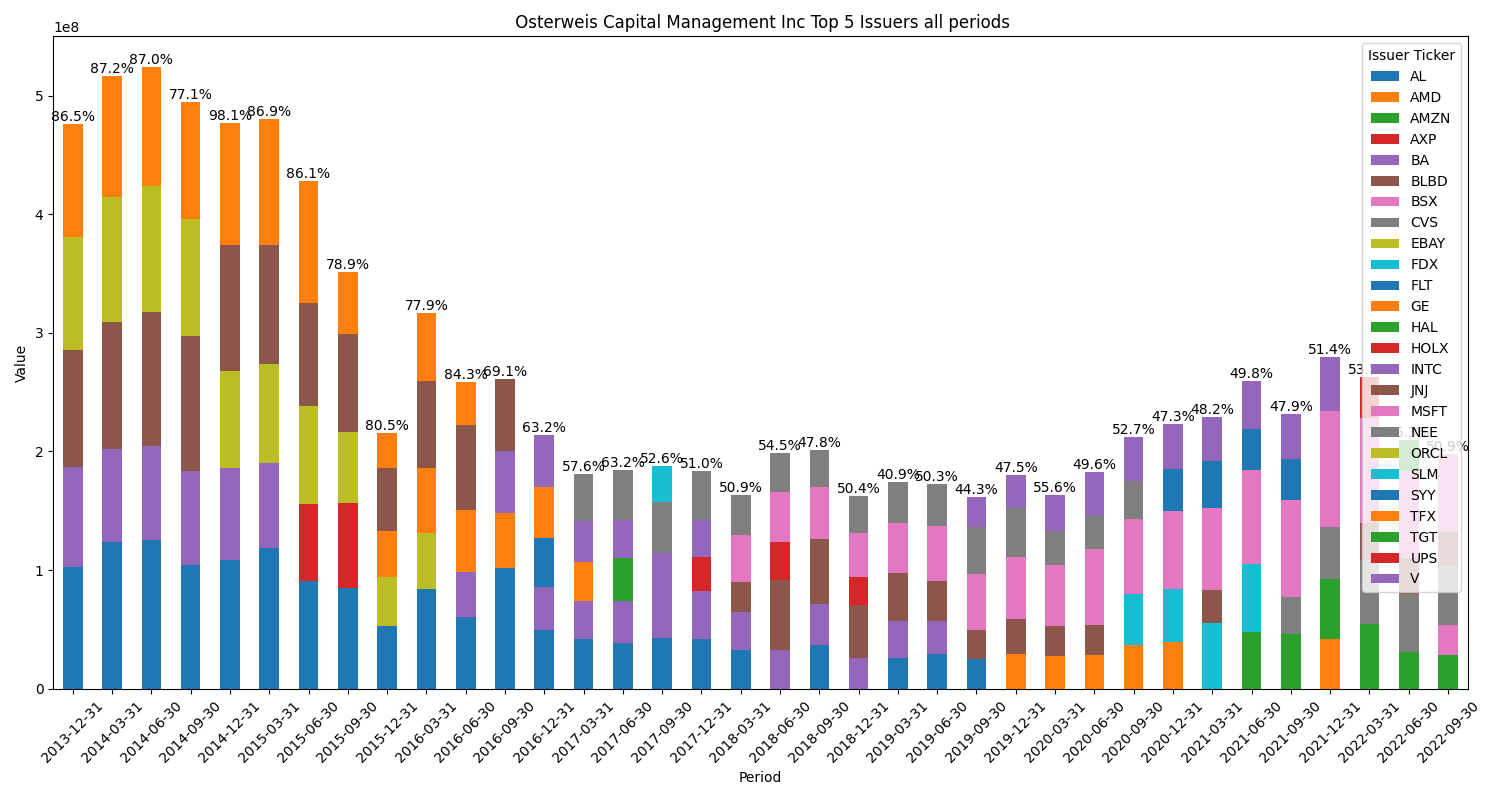 Osterweis Capital Management Inc Top 5 Issuers all periods
1e8
Value
5
4
3
2
1
0
86.5%
87.2%
87.0%
77.1%
98.1%
86.9%
86.1%
78.9%
80.5%
77.9%
84.3%
69.1%
63.2%
57.6%
63.2%
52.6%
51.0%
50.9%
54.5%
47.8%
50.4%
40.9%
50.3%
44.3%
47.5%
55.6%
49.6%
52.7%
47.3%
48.2%
49.8%
47.9%
51.4%
50.9%
Issuer Ticker
AL
AMD
AMZN
AXP
BA
BLBD
BSX
CVS
EBAY
FDX
FLT
GE
HAL
HOLX
INTC
JNJ
MSFT
NEE
ORCL
SLM
SYY
TFX
TGT
UPS
V
2013-12-31
2014-03-31
2014-06-30
2014-09-30
2014-12-31
2015-03-31
2015-06-30
2015-09-30
2015-12-31
2016-03-31
2016-06-30
2016-09-30
2016-12-31
2017-03-31
2017-06-30
2017-09-30
2017-12-31
2018-03-31
2018-06-30
2018-09-30
2018-12-31
2019-03-31
2019-06-30
2019-09-30
2019-12-31
2020-03-31
2020-06-30
2020-09-30
2020-12-31
2021-03-31
2021-06-30
2021-09-30
2021-12-31
2022-03-31
2022-06-30
2022-09-30
Period